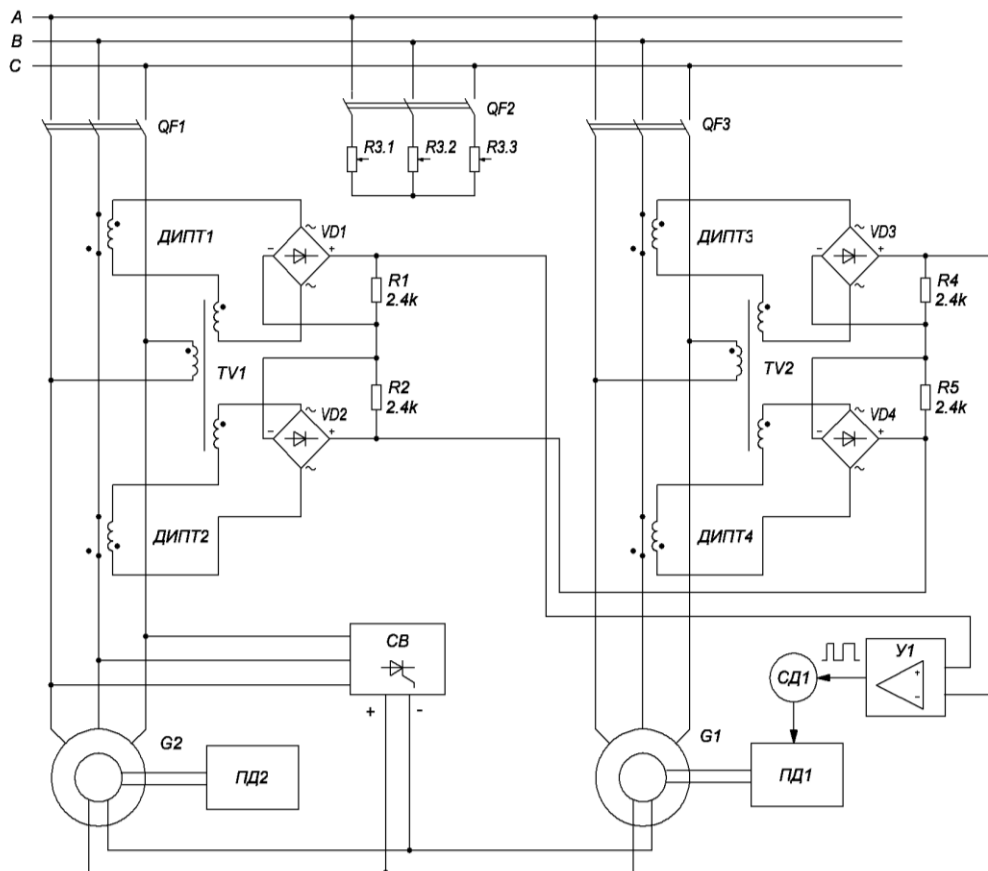 A
B
C
QF1
QF2
QF3
R3.1
R3.2
R3.3
ДИПТ1
~
VD1
-
+
~
R1
2.4k
TV1
R2
2.4k
~
VD2
-
+
~
ДИПТ2
ДИПТ3
~
VD3
-
+
~
R4
2.4k
TV2
R5
2.4k
~
VD4
-
+
~
ДИПТ4
СВ
+
-
У1
+
-
СД1
G2
ПД2
G1
ПД1